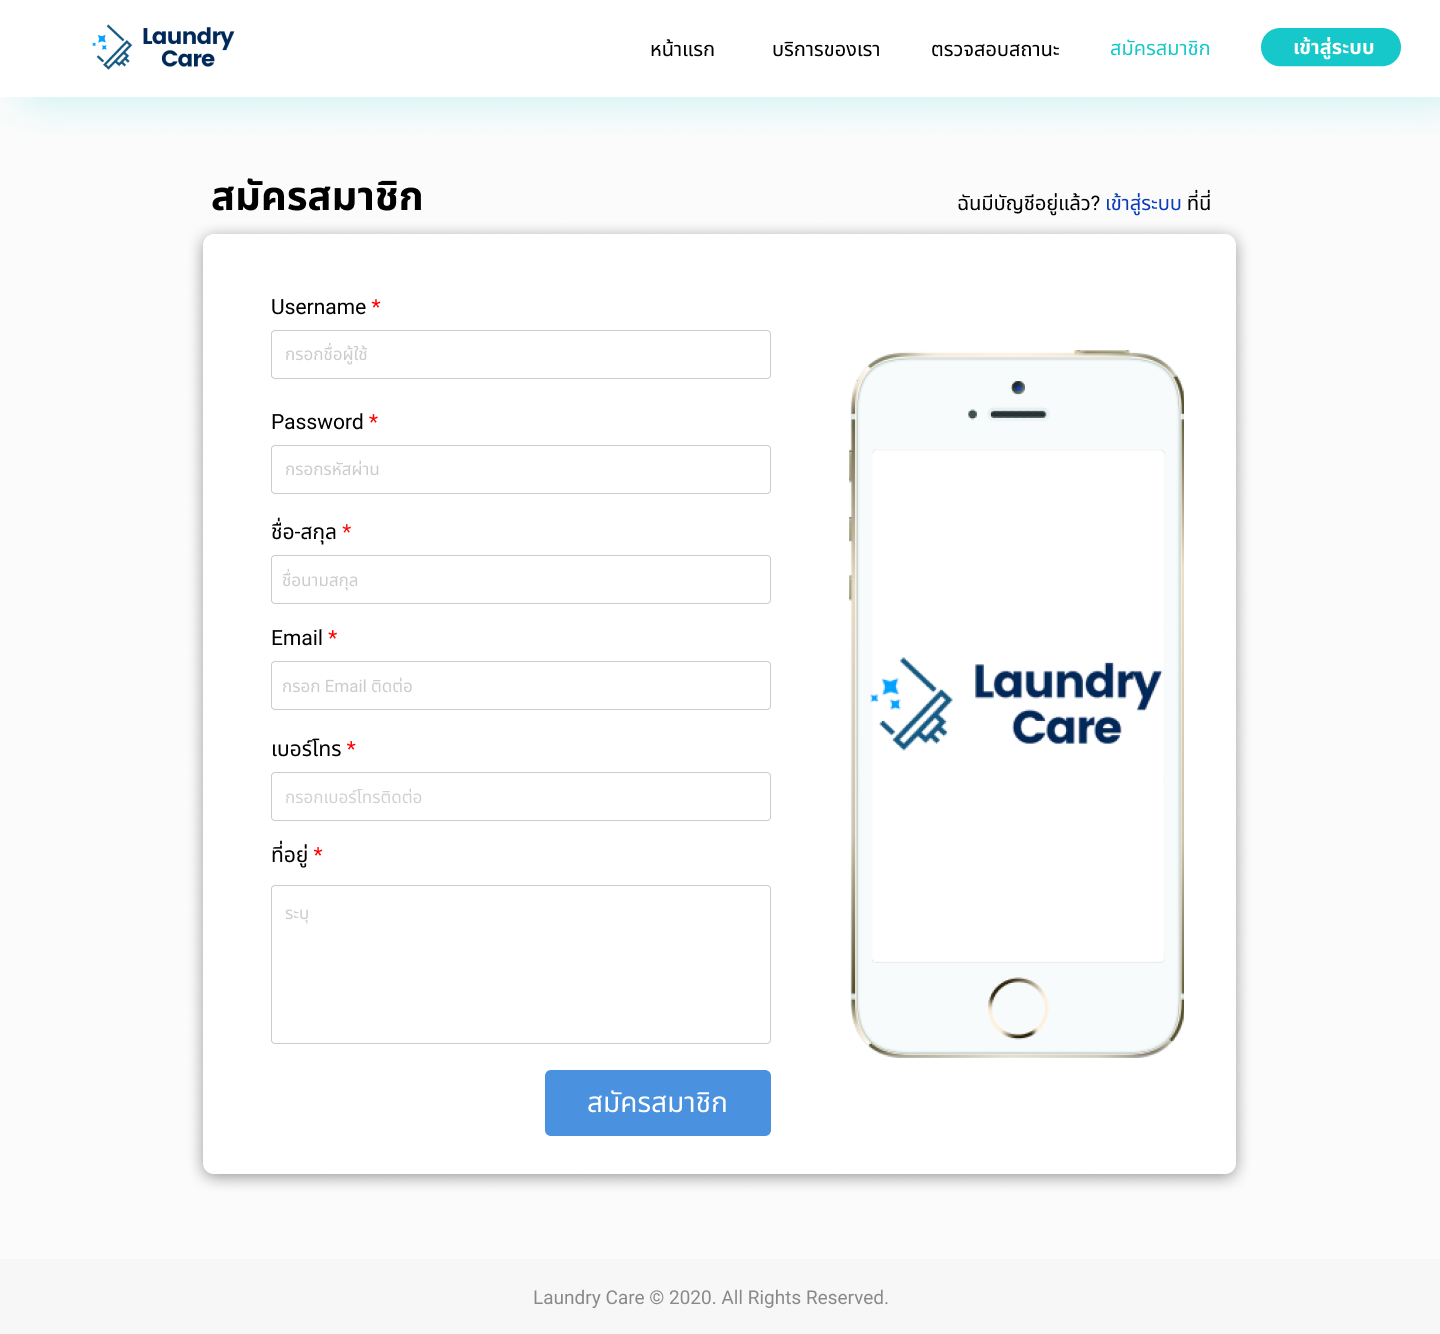 Laundry
Care
หน้าแรก
บริการของเรา
ตรวจสอบสถานะ
สมัครสมาชิก
เข้าสู่ระบบ
สมัครสมาชิก
ฉันมีบัญชีอยู่แล้ว? เข้าสู่ระบบ ที่นี่
Username *
กรอกชื่อผู้ใช้
Password *
กรอกรหัสผ่าน
ชื่อ-สกุล *
ชื่อนามสกุล
Email *
กรอก Email ติดต่อ
เบอร์โทร *
กรอกเบอร์โทรติดต่อ
ที่อยู่ *
ระบุ
สมัครสมาชิก
Laundry
Care
Laundry Care © 2020. All Rights Reserved.